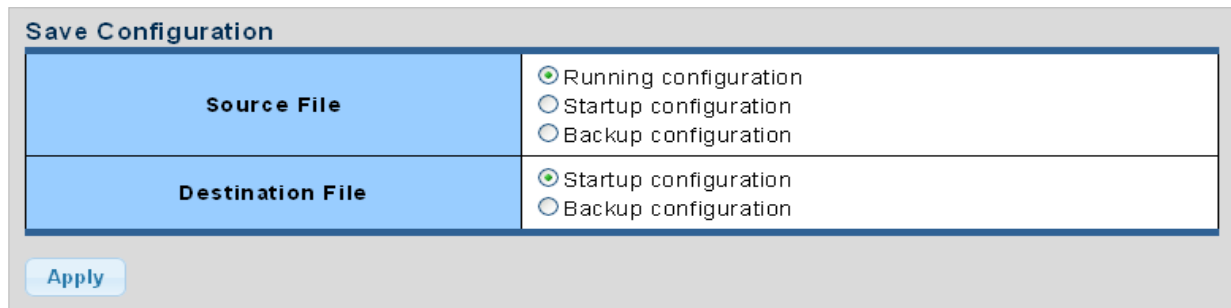 Save Configuration
Source File
Running configuration
Startup configuration
Backup configuration
Destination File
Startup configuration
Backup configuration
Apply